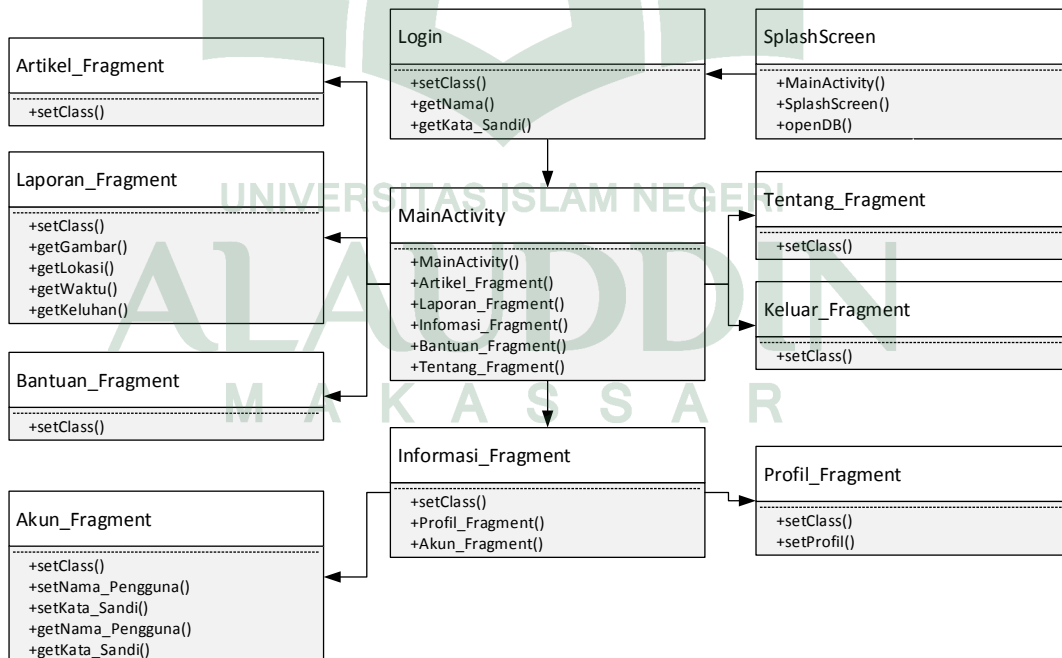 Artikel_Fragment
+setClass()
Login
+setClass()
+getNama()
+getKata_Sandi()
SplashScreen
+MainActivity()
+SplashScreen()
+openDB()
Laporan_Fragment
+setClass()
+getGambar()
+getLokasi()
+getWaktu()
+getKeluhan()
UNIVERSITAS ISLAM NEGERI
ALAUDDIN
MAKASSAR
MainActivity
+MainActivity()
+Artikel_Fragment()
+Laporan_Fragment()
+Infomasi_Fragment()
+Bantuan_Fragment()
+Tentang_Fragment()
Tentang_Fragment
+setClass()
Keluar_Fragment
+setClass()
Bantuan_Fragment
+setClass()
Informasi_Fragment
+setClass()
+Profil_Fragment()
+Akun_Fragment()
Profil_Fragment
+setClass()
+setProfil()
Akun_Fragment
+setClass()
+setNama_Pengguna()
+setKata_Sandi()
+getNama_Pengguna()
+getKata_Sandi()